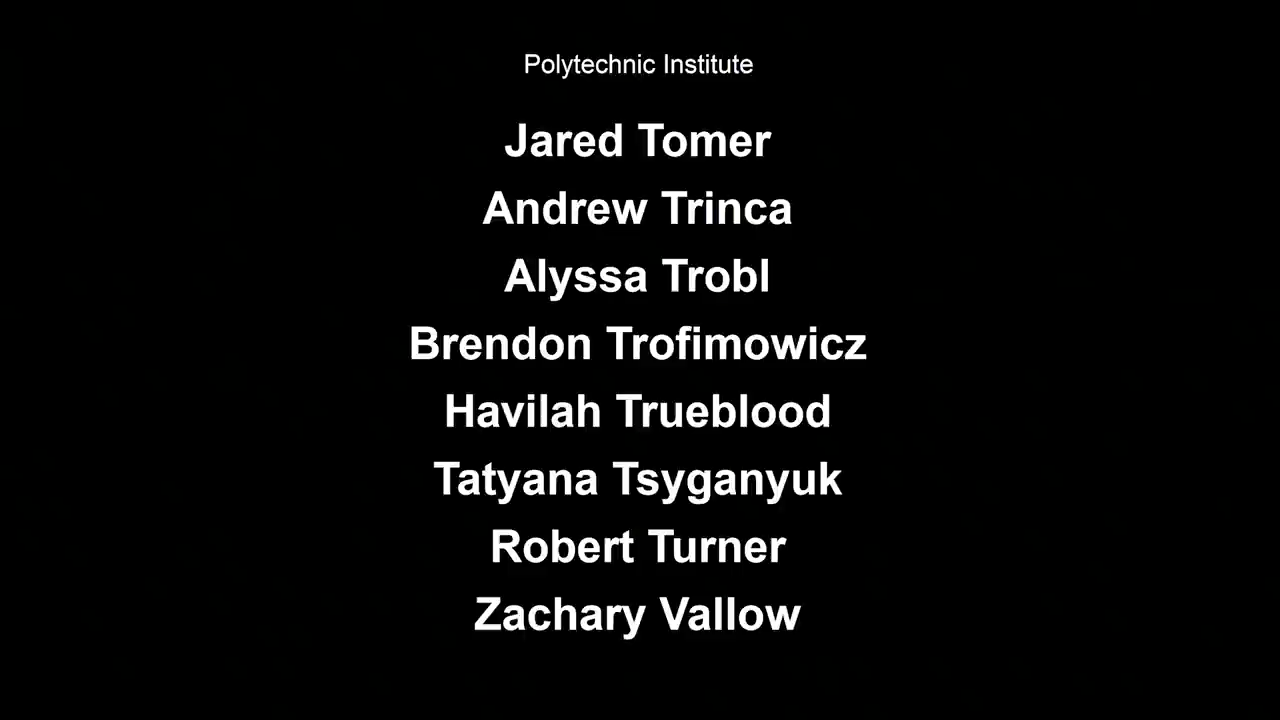 Polytechnic Institute
Jared Tomer
Andrew Trinca
Alyssa Trobl
Brendon Trofimowicz
Havilah Trueblood
Tatyana Tsyganyuk
Robert Turner
Zachary Vallow